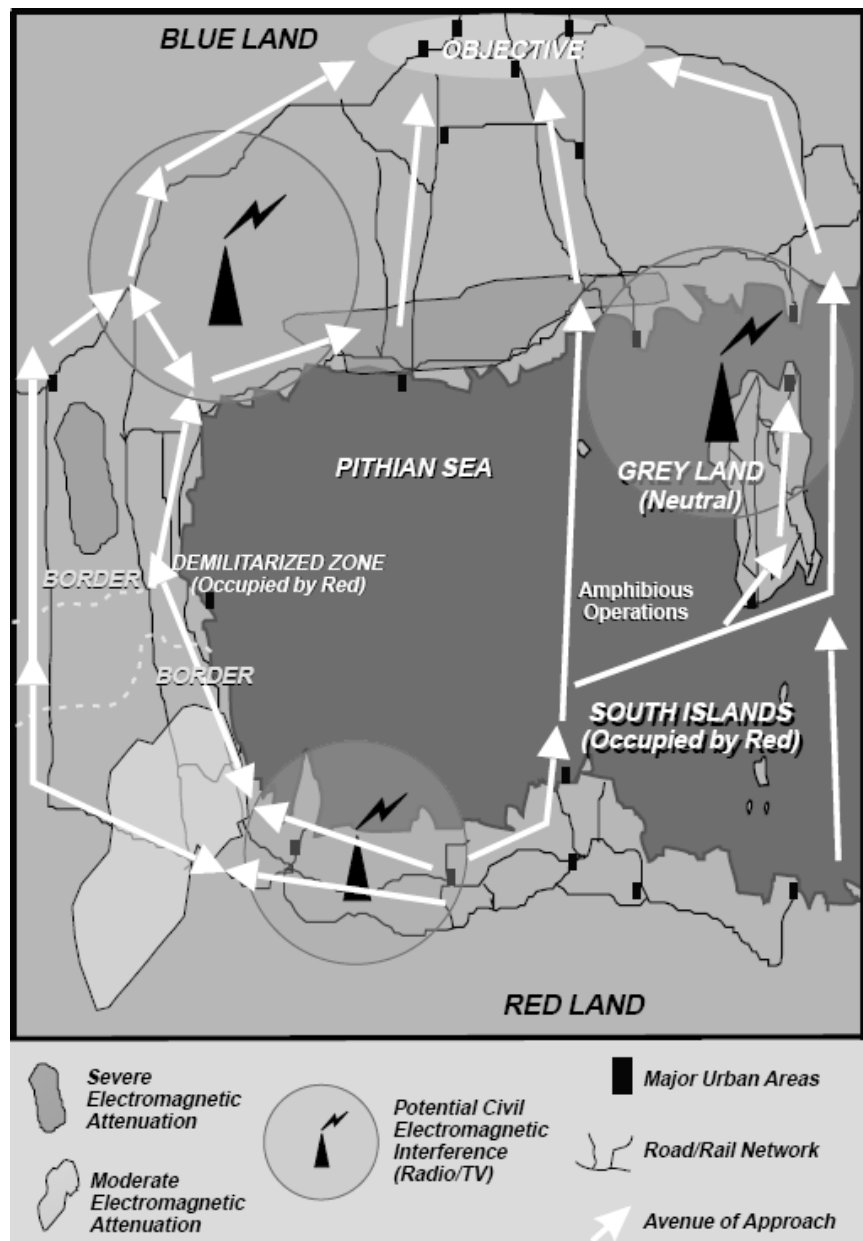 BLUE LAND
OBJECTIVE
PITHIAN SEA
GREY LAND
(Neutral)
DEMILITARIZED ZONE
(Occupied by Red)
BORDER
Amphibious
Operations
BORDER
SOUTH ISLANDS
(Occupied by Red)
RED LAND
Severe
Electromagnetic
Attenuation
Moderate
Electromagnetic
Attenuation
Potential Civil
Electromagnetic
Interference
(Radio/TV)
Major Urban Areas
Road/Rail Network
Avenue of Approach